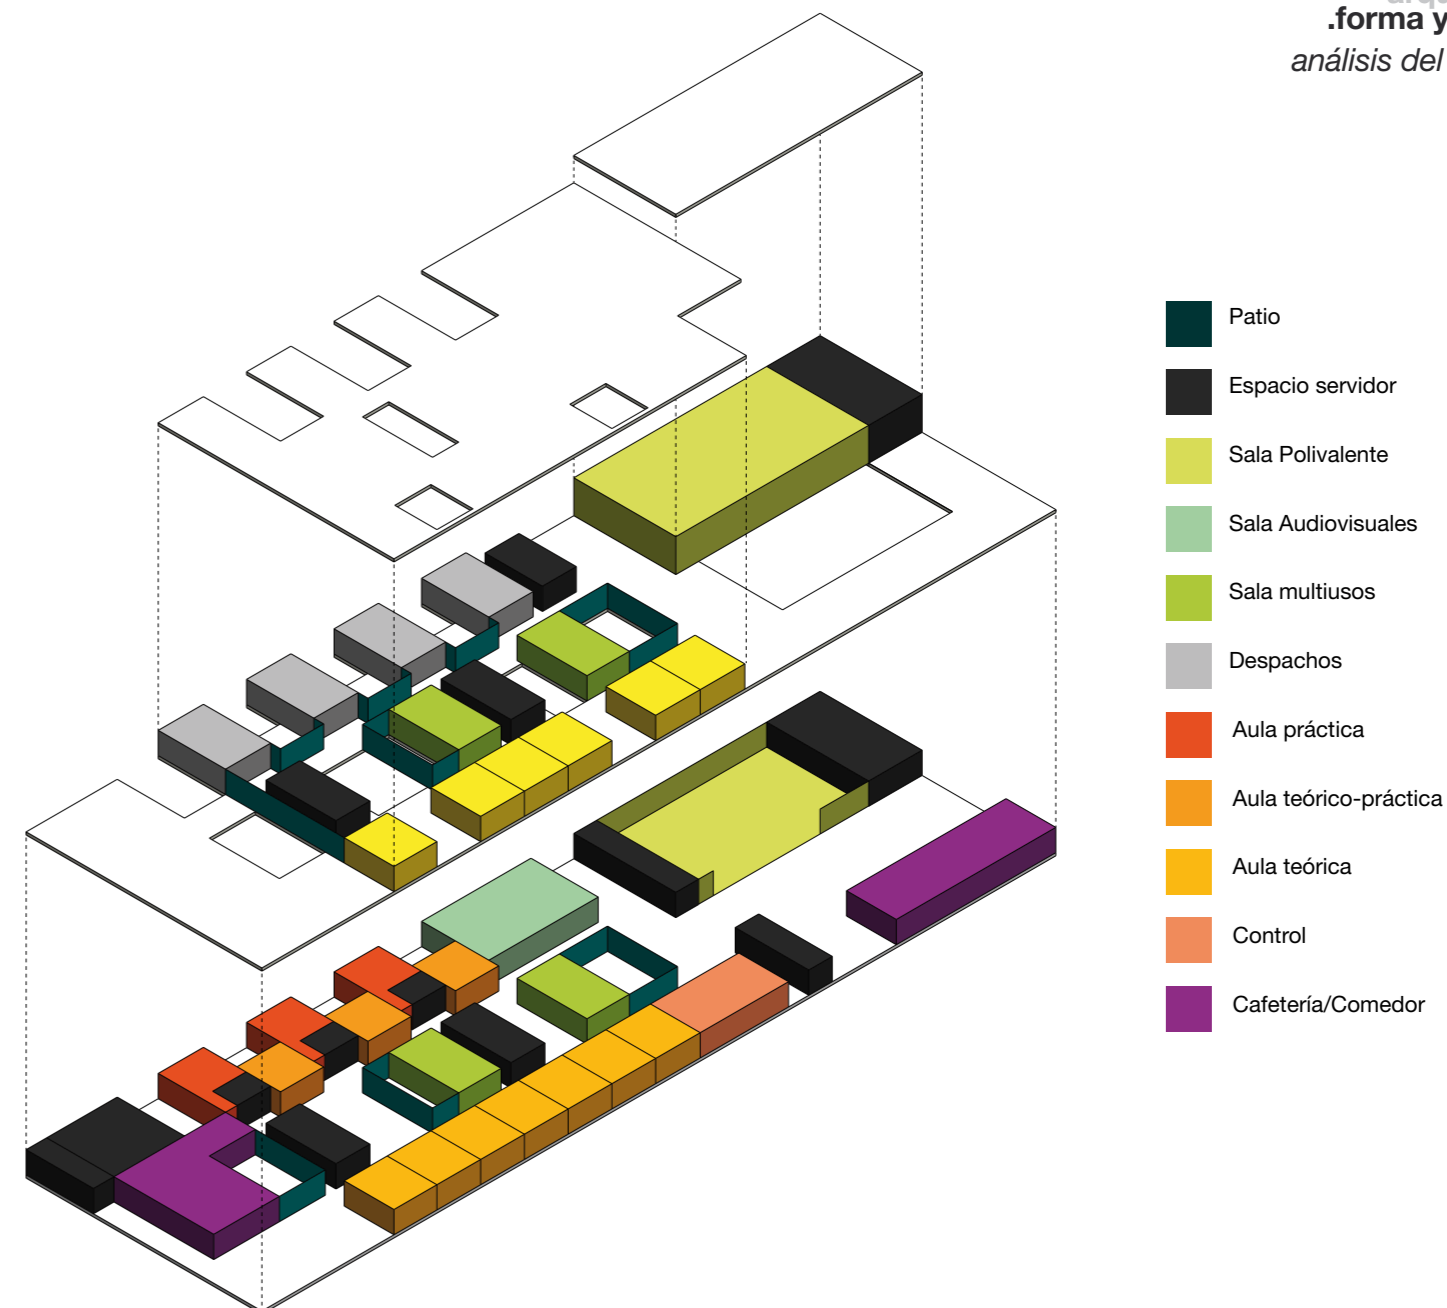 .forma y
análisis del
Patio
Espacio servidor
Sala Polivalente
Sala Audiovisuales
Sala multiusos
Despachos
Aula práctica
Aula teórico-práctica
Aula teórica
Control
Cafetería/Comedor